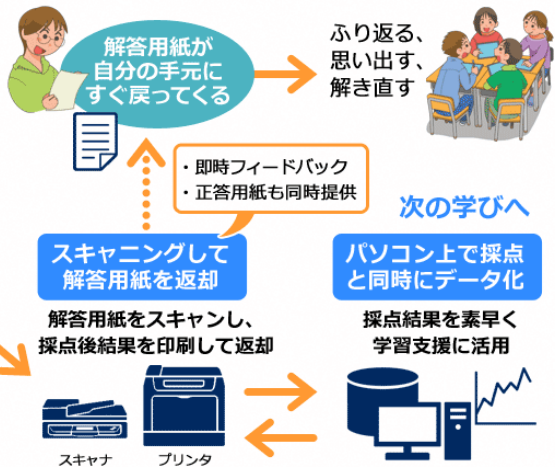 解答用紙が
自分の手元に
すぐ戻ってくる
ふり返る、
思い出す、
解き直す
・即時フィードバック
・正答用紙も同時提供
次の学びへ
スキャニングして
解答用紙を返却
パソコン上で採点
と同時にデータ化
解答用紙をスキャンし、
採点後結果を印刷して返却
採点結果を素早く
学習支援に活用
スキャナ
プリンタ